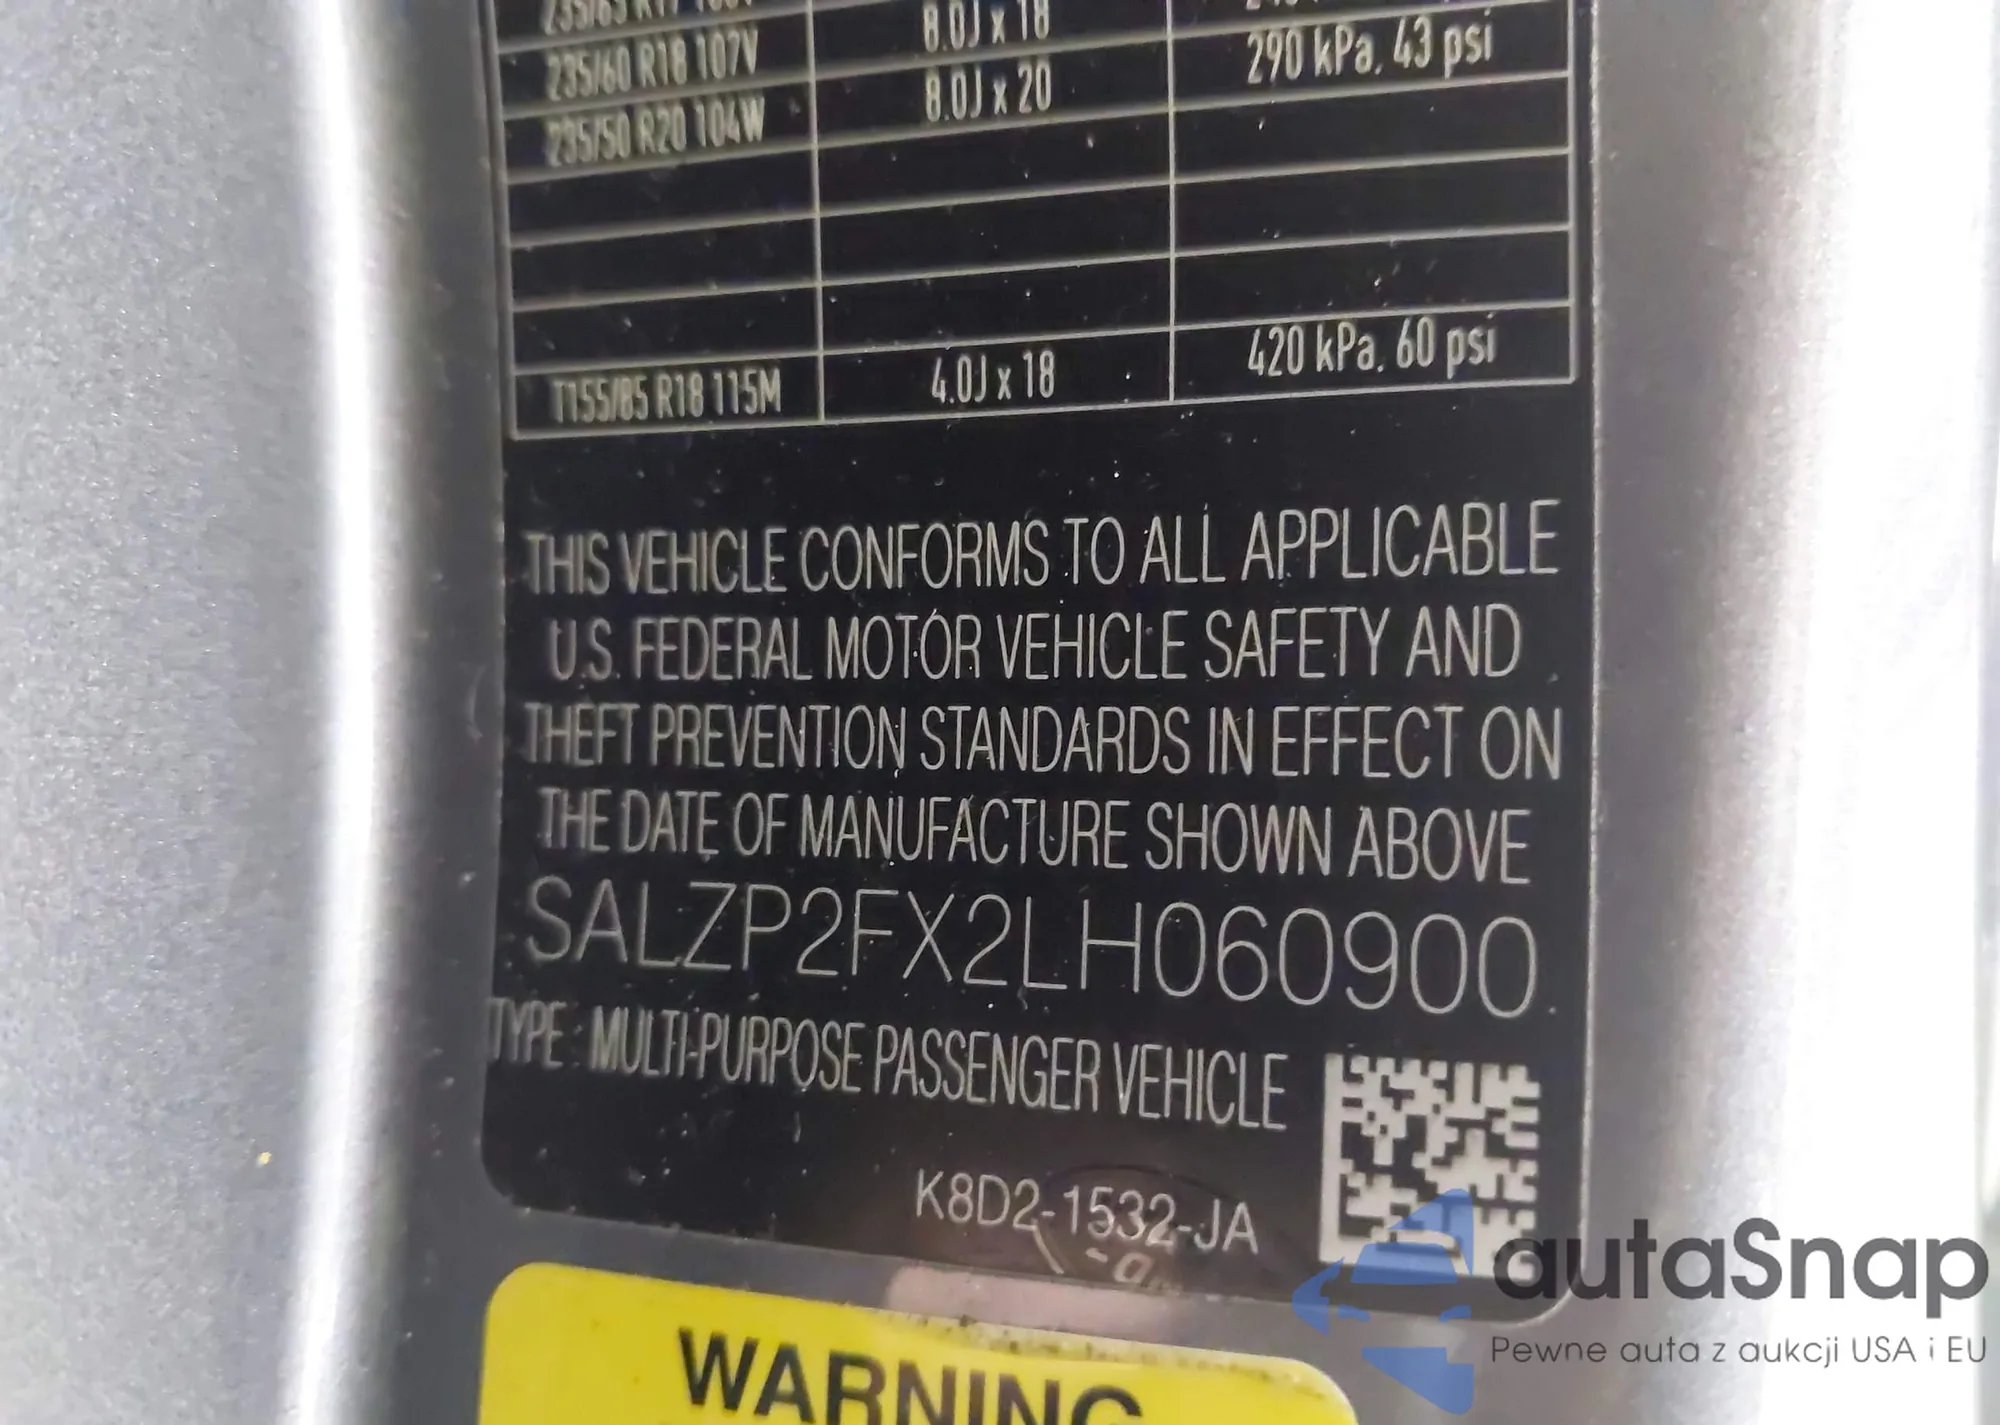 235/60 R18 107V 8.0J x 18 290 kPa, 43 psi
235/50 R20 104W 8.0J x 20
T155/85 R18 115M 4.0J x 18 420 kPa, 60 psi
THIS VEHICLE CONFORMS TO ALL APPLICABLE
U.S. FEDERAL MOTOR VEHICLE SAFETY AND
THEFT PREVENTION STANDARDS IN EFFECT ON
THE DATE OF MANUFACTURE SHOWN ABOVE
SALZP2FX2LH060900
TYPE: MULTI-PURPOSE PASSENGER VEHICLE
K8D2-1532-JA
WARNING
autaSnap
Pewne auta z aukcji USA i EU